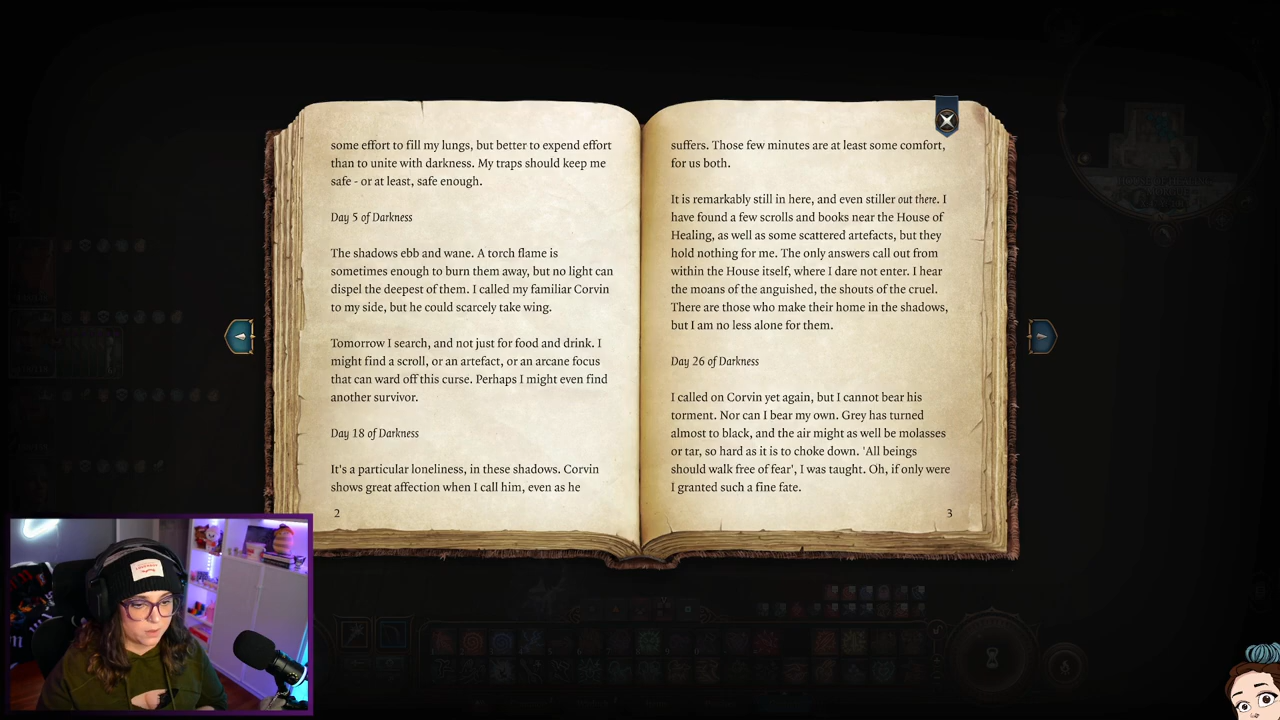 some effort to fill my lungs, but better to expend effort
than to unite with darkness. My traps should keep me
safe - or at least, safe enough.
Day 5 of Darkness
The shadows ebb and wane. A torch flame is
sometimes enough to burn them away, but no light can
dispel the deepest of them. I called my familiar Corvin
to my side, but he could scarcely take wing.
Tomorrow I search, and not just for food and drink. I
might find a scroll, or an artefact, or an arcane focus
that can ward off this curse. Perhaps I might even find
another survivor.
Day 18 of Darkness
It's a particular loneliness, in these shadows. Corvin
shows great affection when I call him, even as he
2
suffers. Those few minutes are at least some comfort,
for us both.
It is remarkably still in here, and even stiller out there. I
have found a few scrolls and books near the House of
Healing, as well as some scattered artefacts, but they
hold nothing for me. The only answers call out from
within the House itself, where I dare not enter. I hear
the moans of the anguished, the shouts of the cruel.
There are those who make their home in the shadows,
but I am no less alone for them.
Day 26 of Darkness
I called on Corvin yet again, but I cannot bear his
torment. Nor can I bear my own. Grey has turned
almost to black, and the air might as well be molasses
or tar, so hard as it is to choke down. 'All beings
should walk free of fear', I was taught. Oh, if only were
I granted such a fine fate.
3